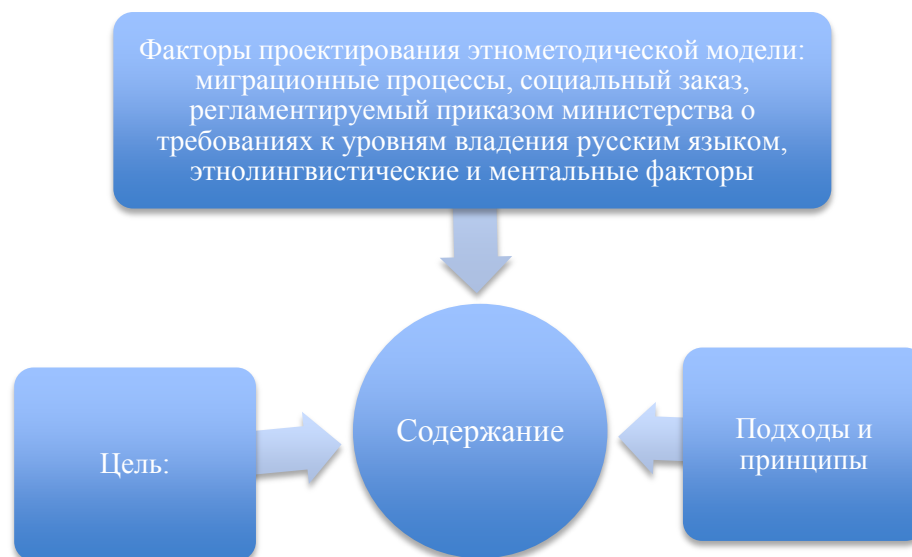 Факторы проектирования этнометодической модели:
миграционные процессы, социальный заказ,
регламентируемый приказом министерства о
требованиях к уровням владения русским языком,
этнолингвистические и ментальные факторы
Цель:
Содержание
Подходы и
принципы